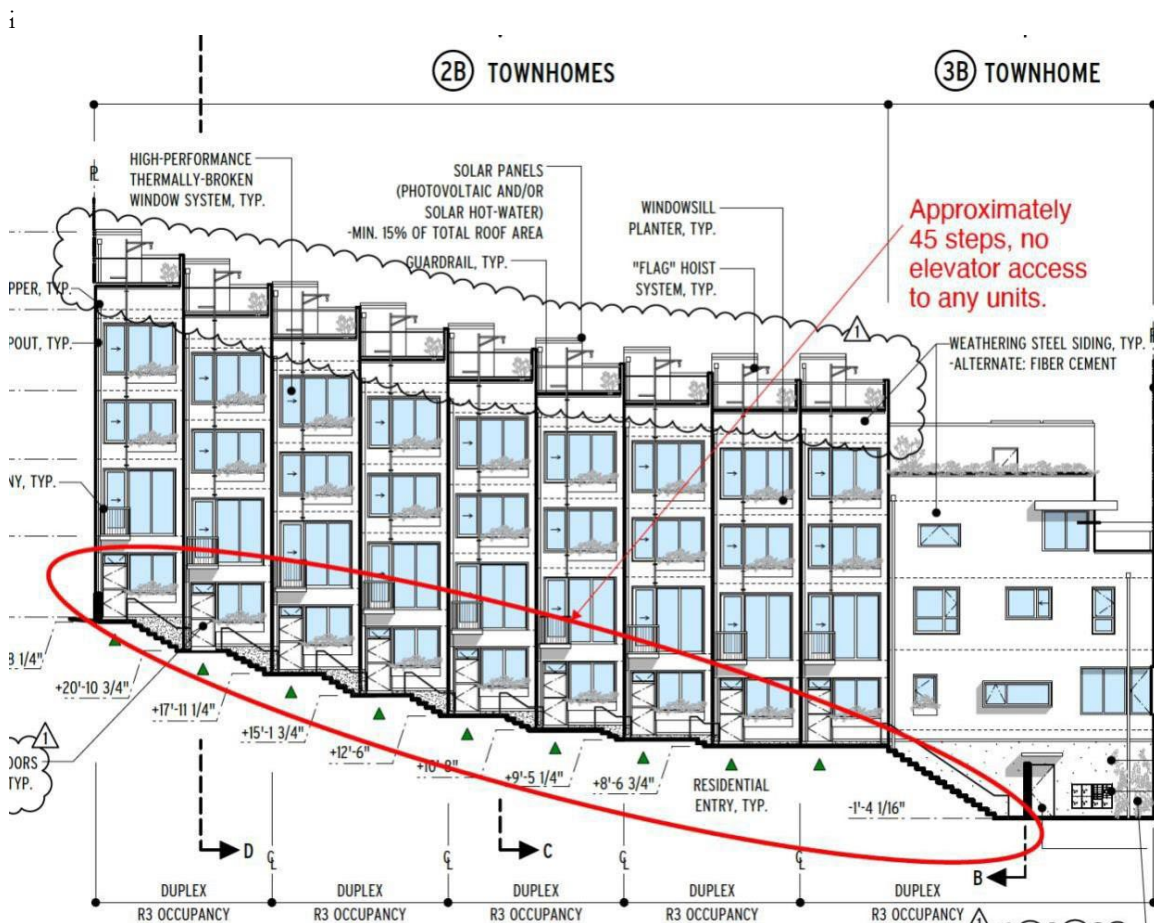 i
2B TOWNHOMES
3B TOWNHOME
HIGH-PERFORMANCE
THERMALLY-BROKEN
WINDOW SYSTEM, TYP.
SOLAR PANELS
(PHOTOVOLTAIC AND/OR
SOLAR HOT-WATER)
-MIN. 15% OF TOTAL ROOF AREA
GUARDRAIL, TYP.
WINDOWSILL
PLANTER, TYP.
"FLAG" HOIST
SYSTEM, TYP.
Approximately
45 steps, no
elevator access
to any units.
PPER, TYP.
POUT, TYP.
1
WEATHERING STEEL SIDING, TYP.
-ALTERNATE: FIBER CEMENT
NY, TYP.
8 1/4"
+20'-10 3/4"
+17'-11 1/4"
+15'-1 3/4"
+12'-6"
+10'-8"
+9'-5 1/4"
+8'-6 3/4"
RESIDENTIAL
ENTRY, TYP.
-1'-4 1/16"
1
OORS
TYP.
D
C
B
DUPLEX
R3 OCCUPANCY
DUPLEX
R3 OCCUPANCY
DUPLEX
R3 OCCUPANCY
DUPLEX
R3 OCCUPANCY
DUPLEX
R3 OCCUPANCY